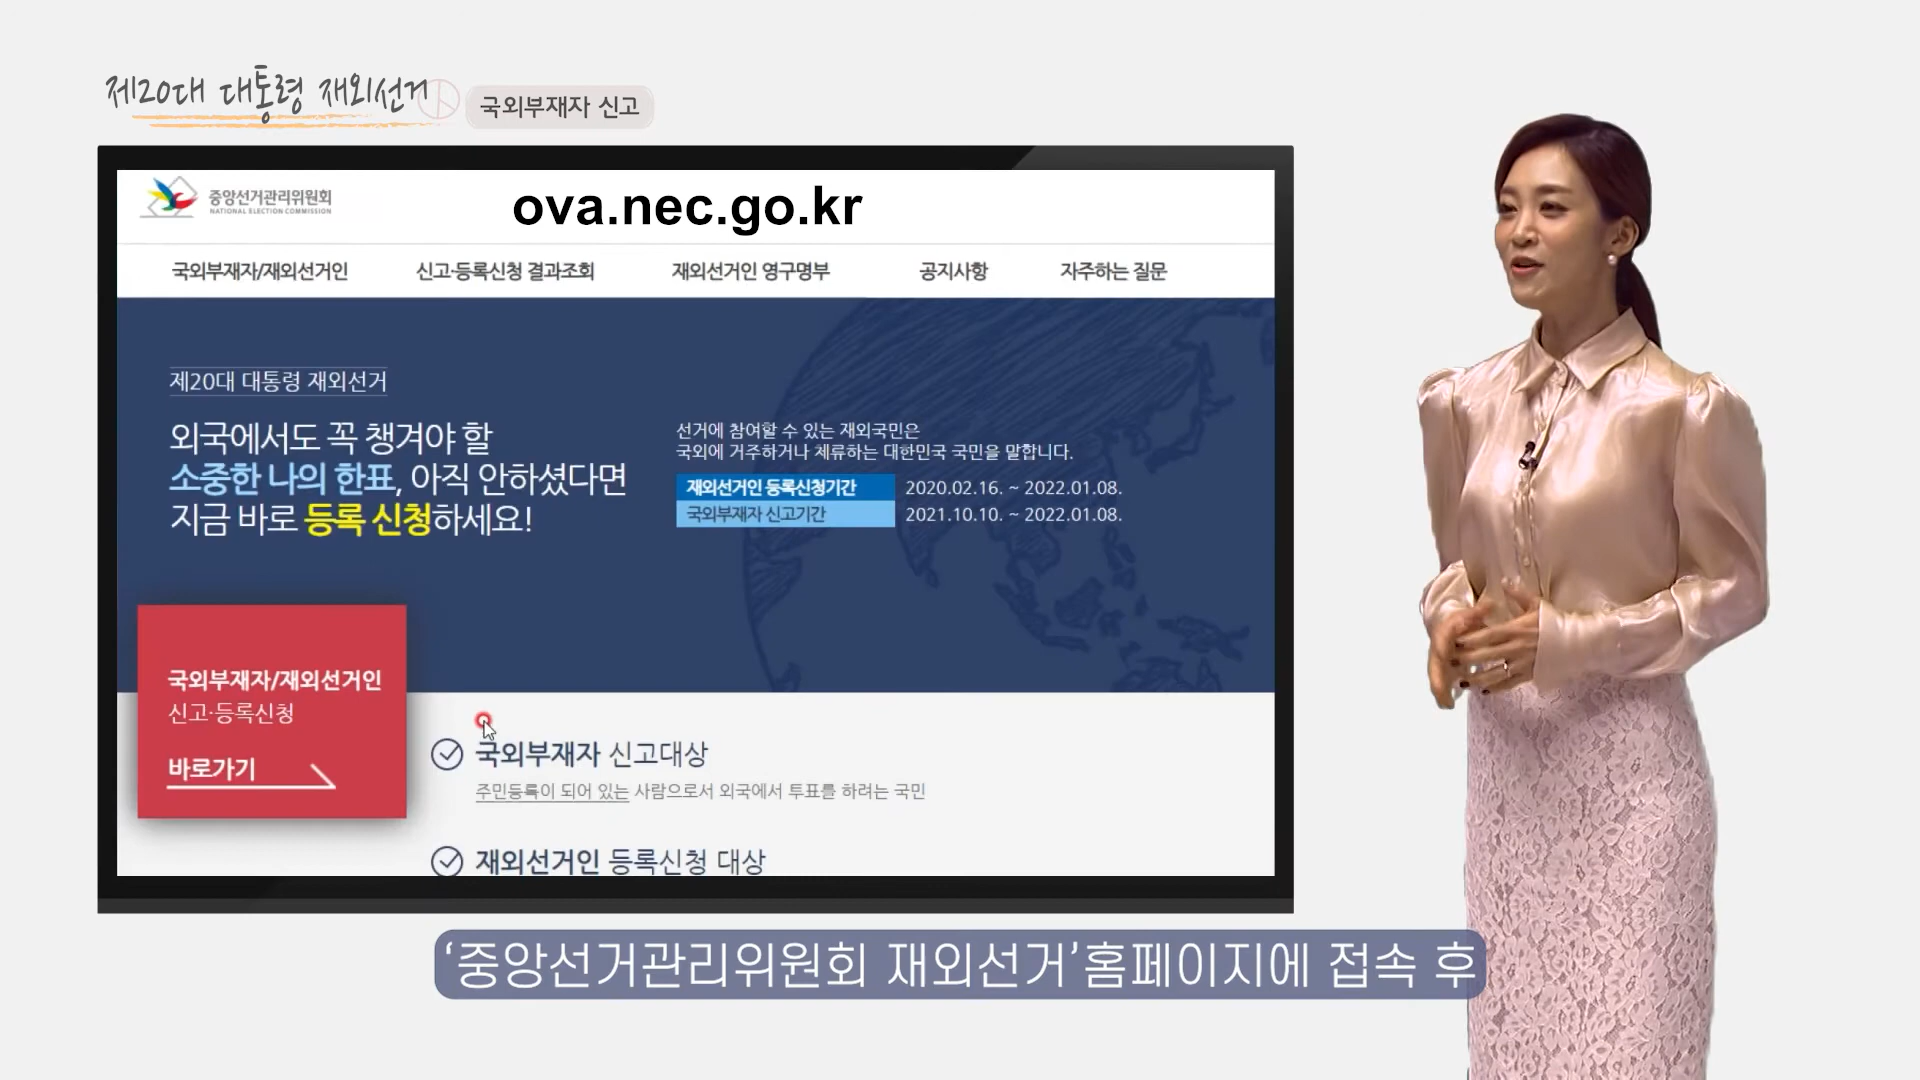 제20대 대통령 재외선거
국외부재자 신고
중앙선거관리위원회
NATIONAL ELECTION COMMISSION
ova.nec.go.kr
국외부재자/재외선거인
신고·등록신청 결과조회
재외선거인 영구명부
공지사항
자주하는 질문
제20대 대통령 재외선거
외국에서도 꼭 챙겨야 할
소중한 나의 한표, 아직 안하셨다면
지금 바로 등록 신청하세요!
선거에 참여할 수 있는 재외국민은
국외에 거주하거나 체류하는 대한민국 국민을 말합니다.
재외선거인 등록신청기간 2020.02.16. ~ 2022.01.08.
국외부재자 신고기간 2021.10.10. ~ 2022.01.08.
국외부재자/재외선거인
신고·등록신청
바로가기
국외부재자 신고대상
주민등록이 되어 있는 사람으로서 외국에서 투표를 하려는 국민
재외선거인 등록신청 대상
‘중앙선거관리위원회 재외선거’홈페이지에 접속 후